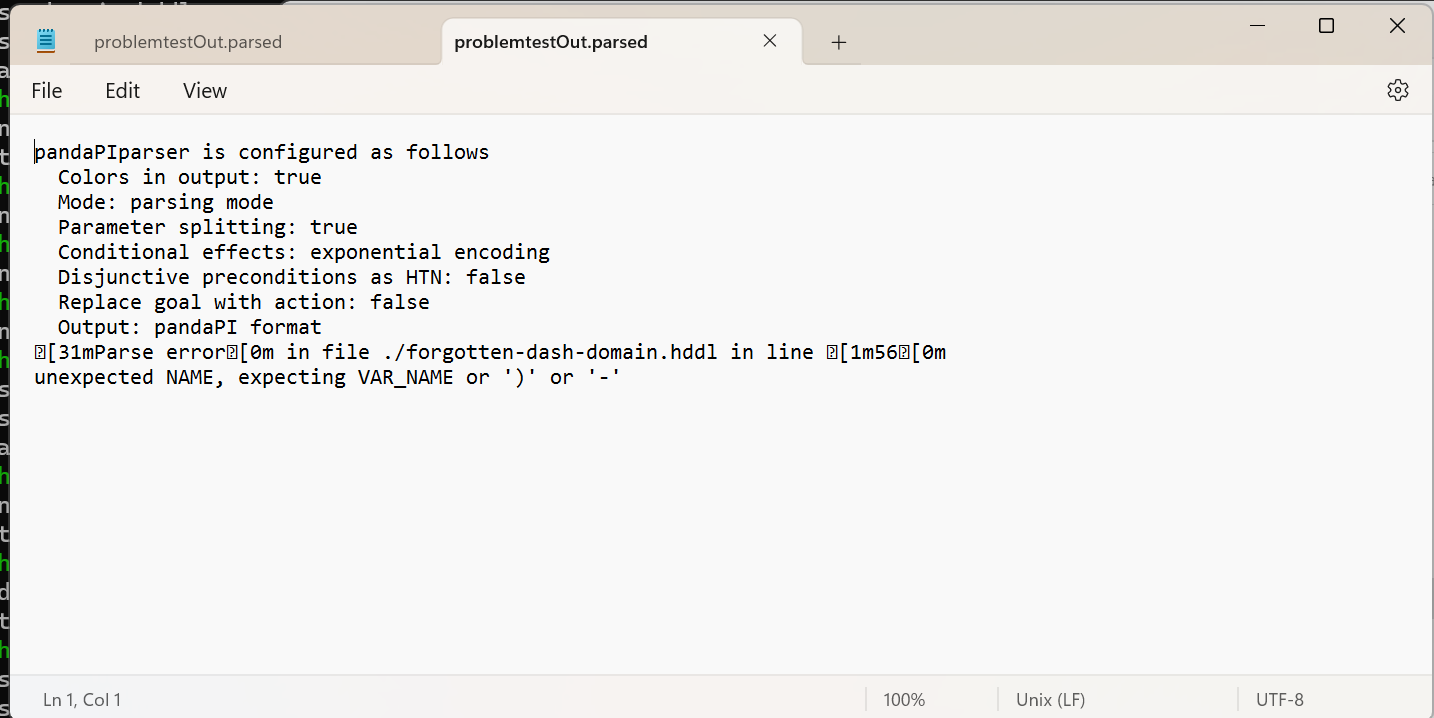 problemtestOut.parsed
problemtestOut.parsed
File Edit View
pandaPIparser is configured as follows
  Colors in output: true
  Mode: parsing mode
  Parameter splitting: true
  Conditional effects: exponential encoding
  Disjunctive preconditions as HTN: false
  Replace goal with action: false
  Output: pandaPI format
[31mParse error[0m in file ./forgotten-dash-domain.hddl in line [1m56[0m
unexpected NAME, expecting VAR_NAME or ')' or '-'
Ln 1, Col 1 100% Unix (LF) UTF-8